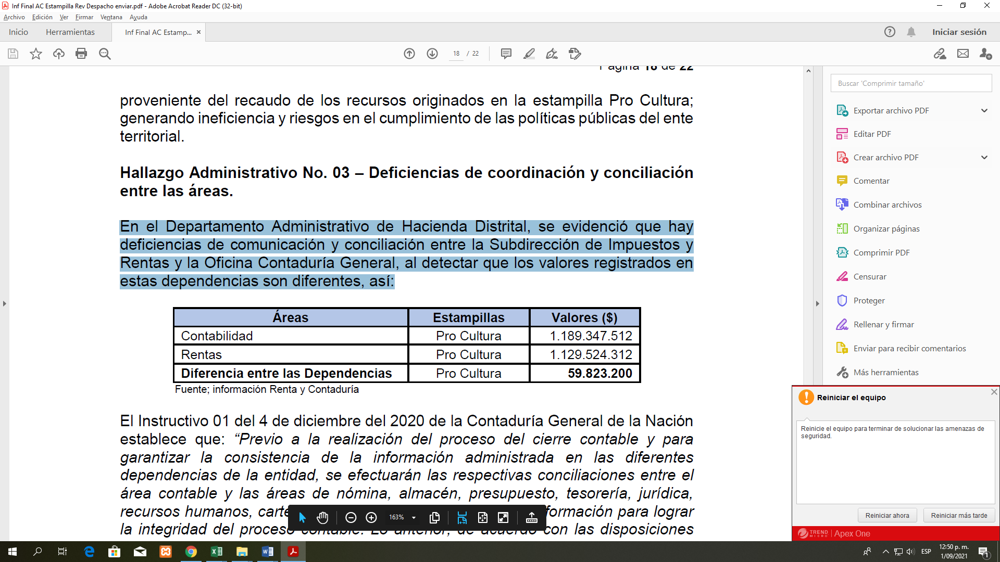 Inf Final AC Estampilla Rev Despacho enviar.pdf - Adobe Acrobat Reader DC (32-bit)
Archivo Edición Ver Firmar Ventana Ayuda
Inicio Herramientas Inf Final AC Estamp... Iniciar sesión
18 / 22
Página 18 de 22
proveniente del recaudo de los recursos originados en la estampilla Pro Cultura;
generando ineficiencia y riesgos en el cumplimiento de las políticas públicas del ente
territorial.
Hallazgo Administrativo No. 03 – Deficiencias de coordinación y conciliación
entre las áreas.
En el Departamento Administrativo de Hacienda Distrital, se evidenció que hay
deficiencias de comunicación y conciliación entre la Subdirección de Impuestos y
Rentas y la Oficina Contaduría General, al detectar que los valores registrados en
estas dependencias son diferentes, así:
Áreas Estampillas Valores ($)
Contabilidad Pro Cultura 1.189.347.512
Rentas Pro Cultura 1.129.524.312
Diferencia entre las Dependencias Pro Cultura 59.823.200
Fuente; información Renta y Contaduría
El Instructivo 01 del 4 de diciembre del 2020 de la Contaduría General de la Nación
establece que: “Previo a la realización del proceso del cierre contable y para
garantizar la consistencia de la información administrada en las diferentes
dependencias de la entidad, se efectuarán las respectivas conciliaciones entre el
área contable y las áreas de nómina, almacén, presupuesto, tesorería, jurídica,
recursos humanos, formación para lograr
la integridad del proceso contable. Lo anterior, de acuerdo con las disposiciones
163%
Buscar 'Comprimir tamaño'
Exportar archivo PDF
Editar PDF
Crear archivo PDF
Comentar
Combinar archivos
Organizar páginas
Comprimir PDF
Censurar
Proteger
Rellenar y firmar
Enviar para recibir comentarios
Más herramientas
Reiniciar el equipo
Reinicie el equipo para terminar de solucionar las amenazas de
seguridad.
Reiniciar ahora Reiniciar más tarde
TREND MICRO Apex One
ESP
12:50 p. m.
1/09/2021
1